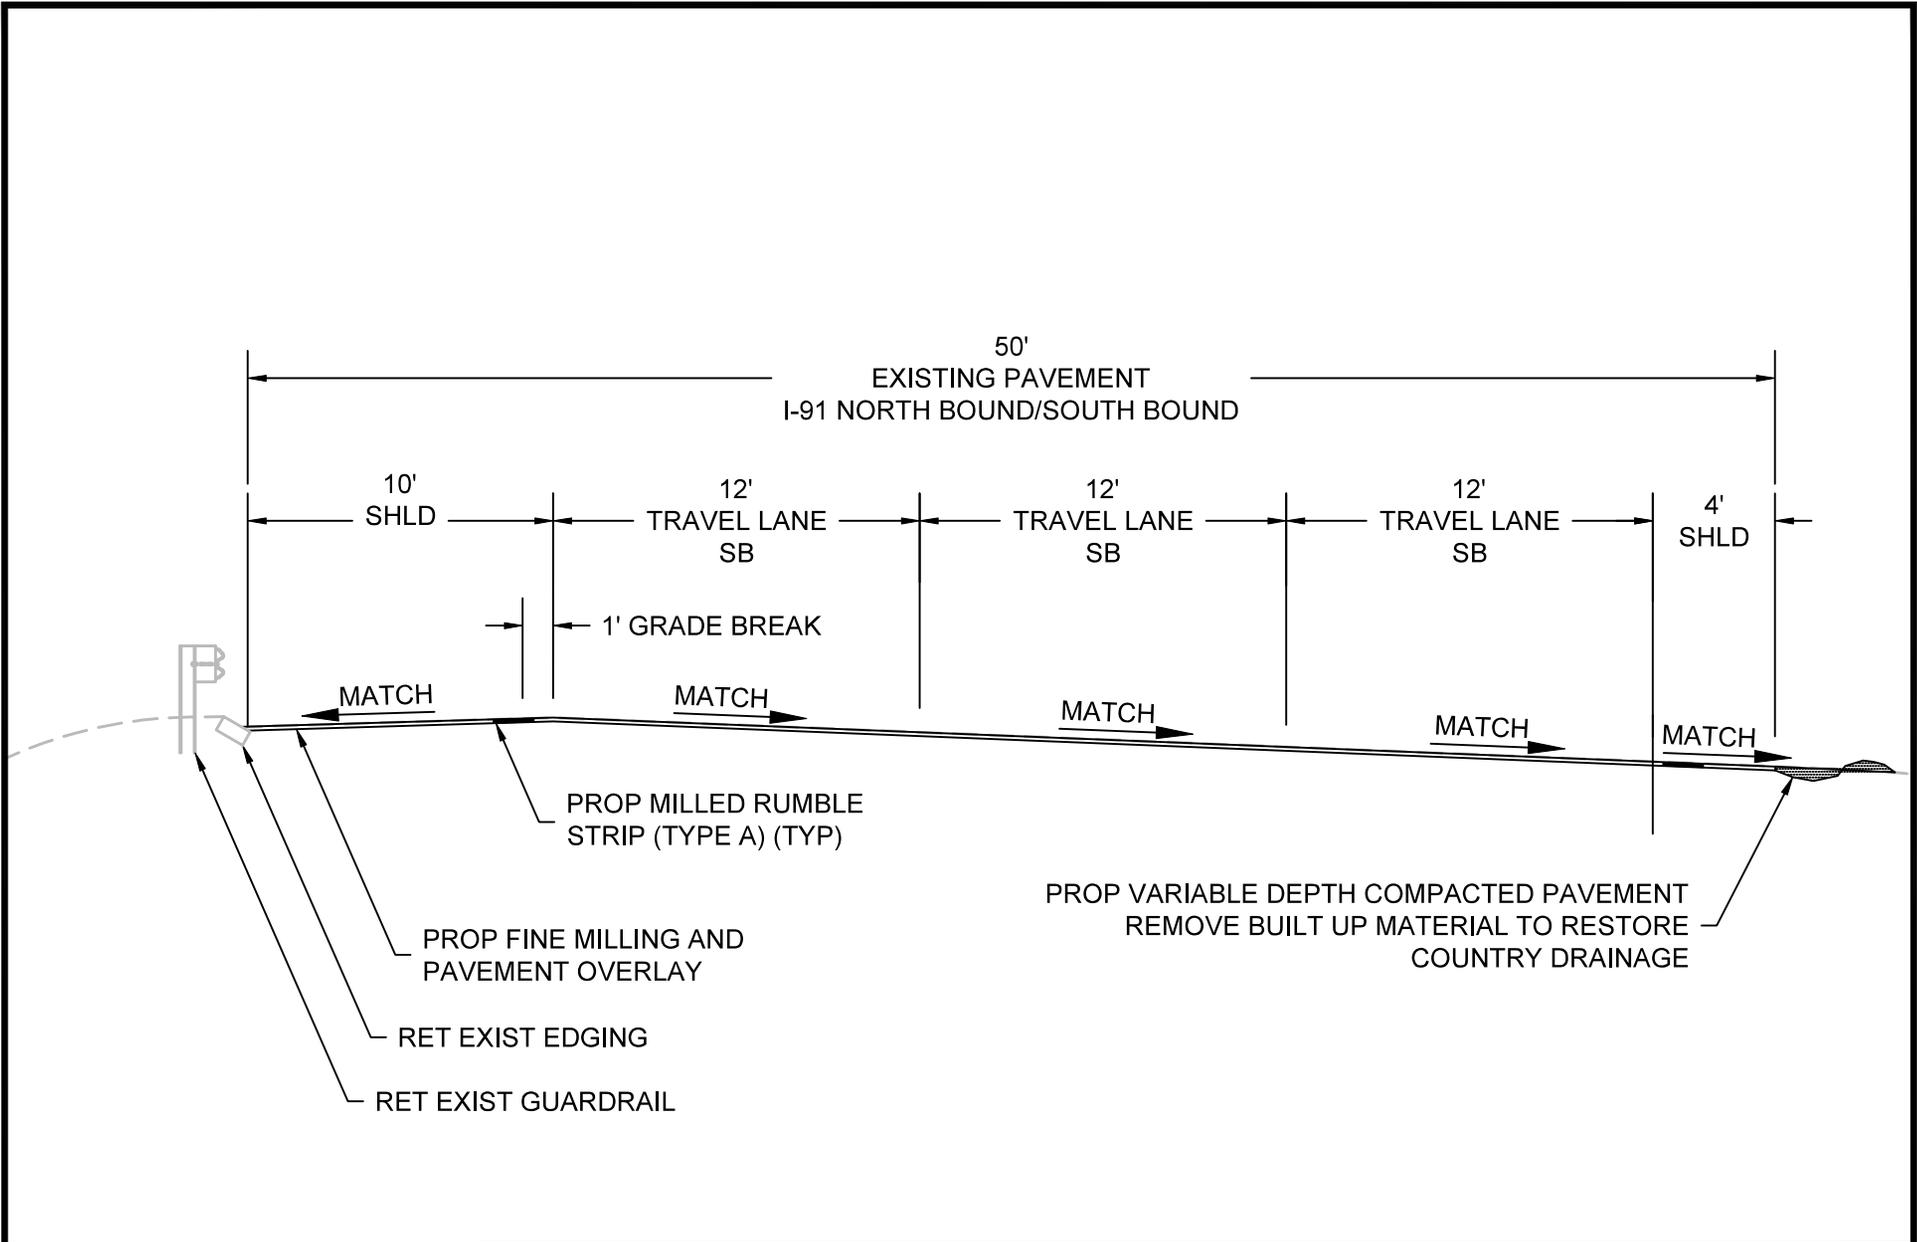 50'
EXISTING PAVEMENT
I-91 NORTH BOUND/SOUTH BOUND
10'
SHLD
12'
TRAVEL LANE
SB
12'
TRAVEL LANE
SB
12'
TRAVEL LANE
SB
4'
SHLD
1' GRADE BREAK
MATCH
MATCH
MATCH
MATCH
MATCH
PROP MILLED RUMBLE
STRIP (TYPE A) (TYP)
PROP VARIABLE DEPTH COMPACTED PAVEMENT
REMOVE BUILT UP MATERIAL TO RESTORE
COUNTRY DRAINAGE
PROP FINE MILLING AND
PAVEMENT OVERLAY
RET EXIST EDGING
RET EXIST GUARDRAIL